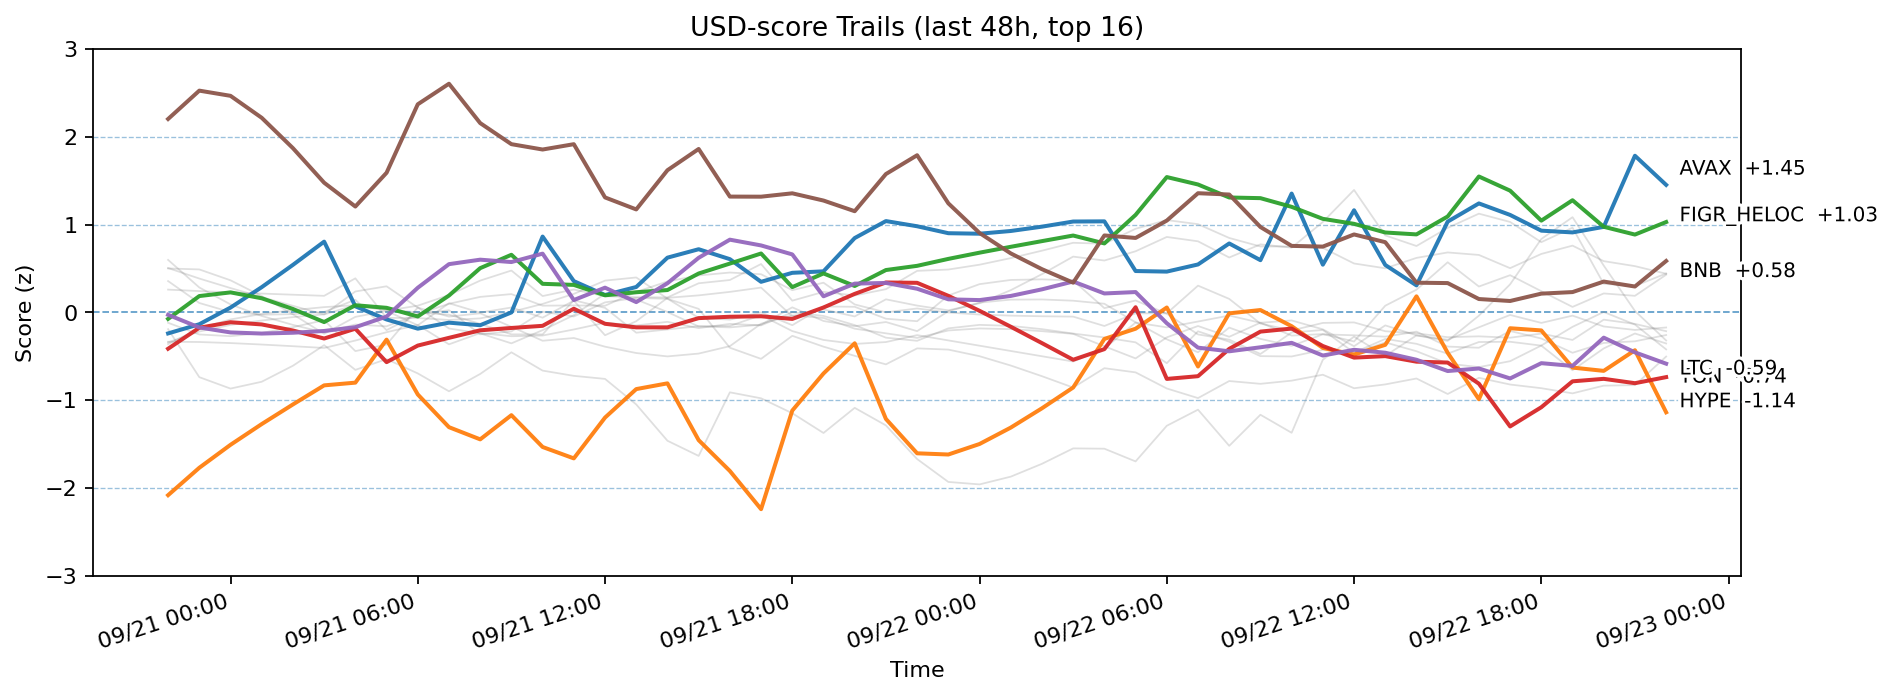 USD-score Trails (last 48h, top 16)
Score (z)
3
2
1
0
−1
−2
−3
AVAX +1.45
FIGR_HELOC +1.03
BNB +0.58
LTC -0.59
TON -0.74
HYPE -1.14
09/21 00:00
09/21 06:00
09/21 12:00
09/21 18:00
09/22 00:00
09/22 06:00
09/22 12:00
09/22 18:00
09/23 00:00
Time